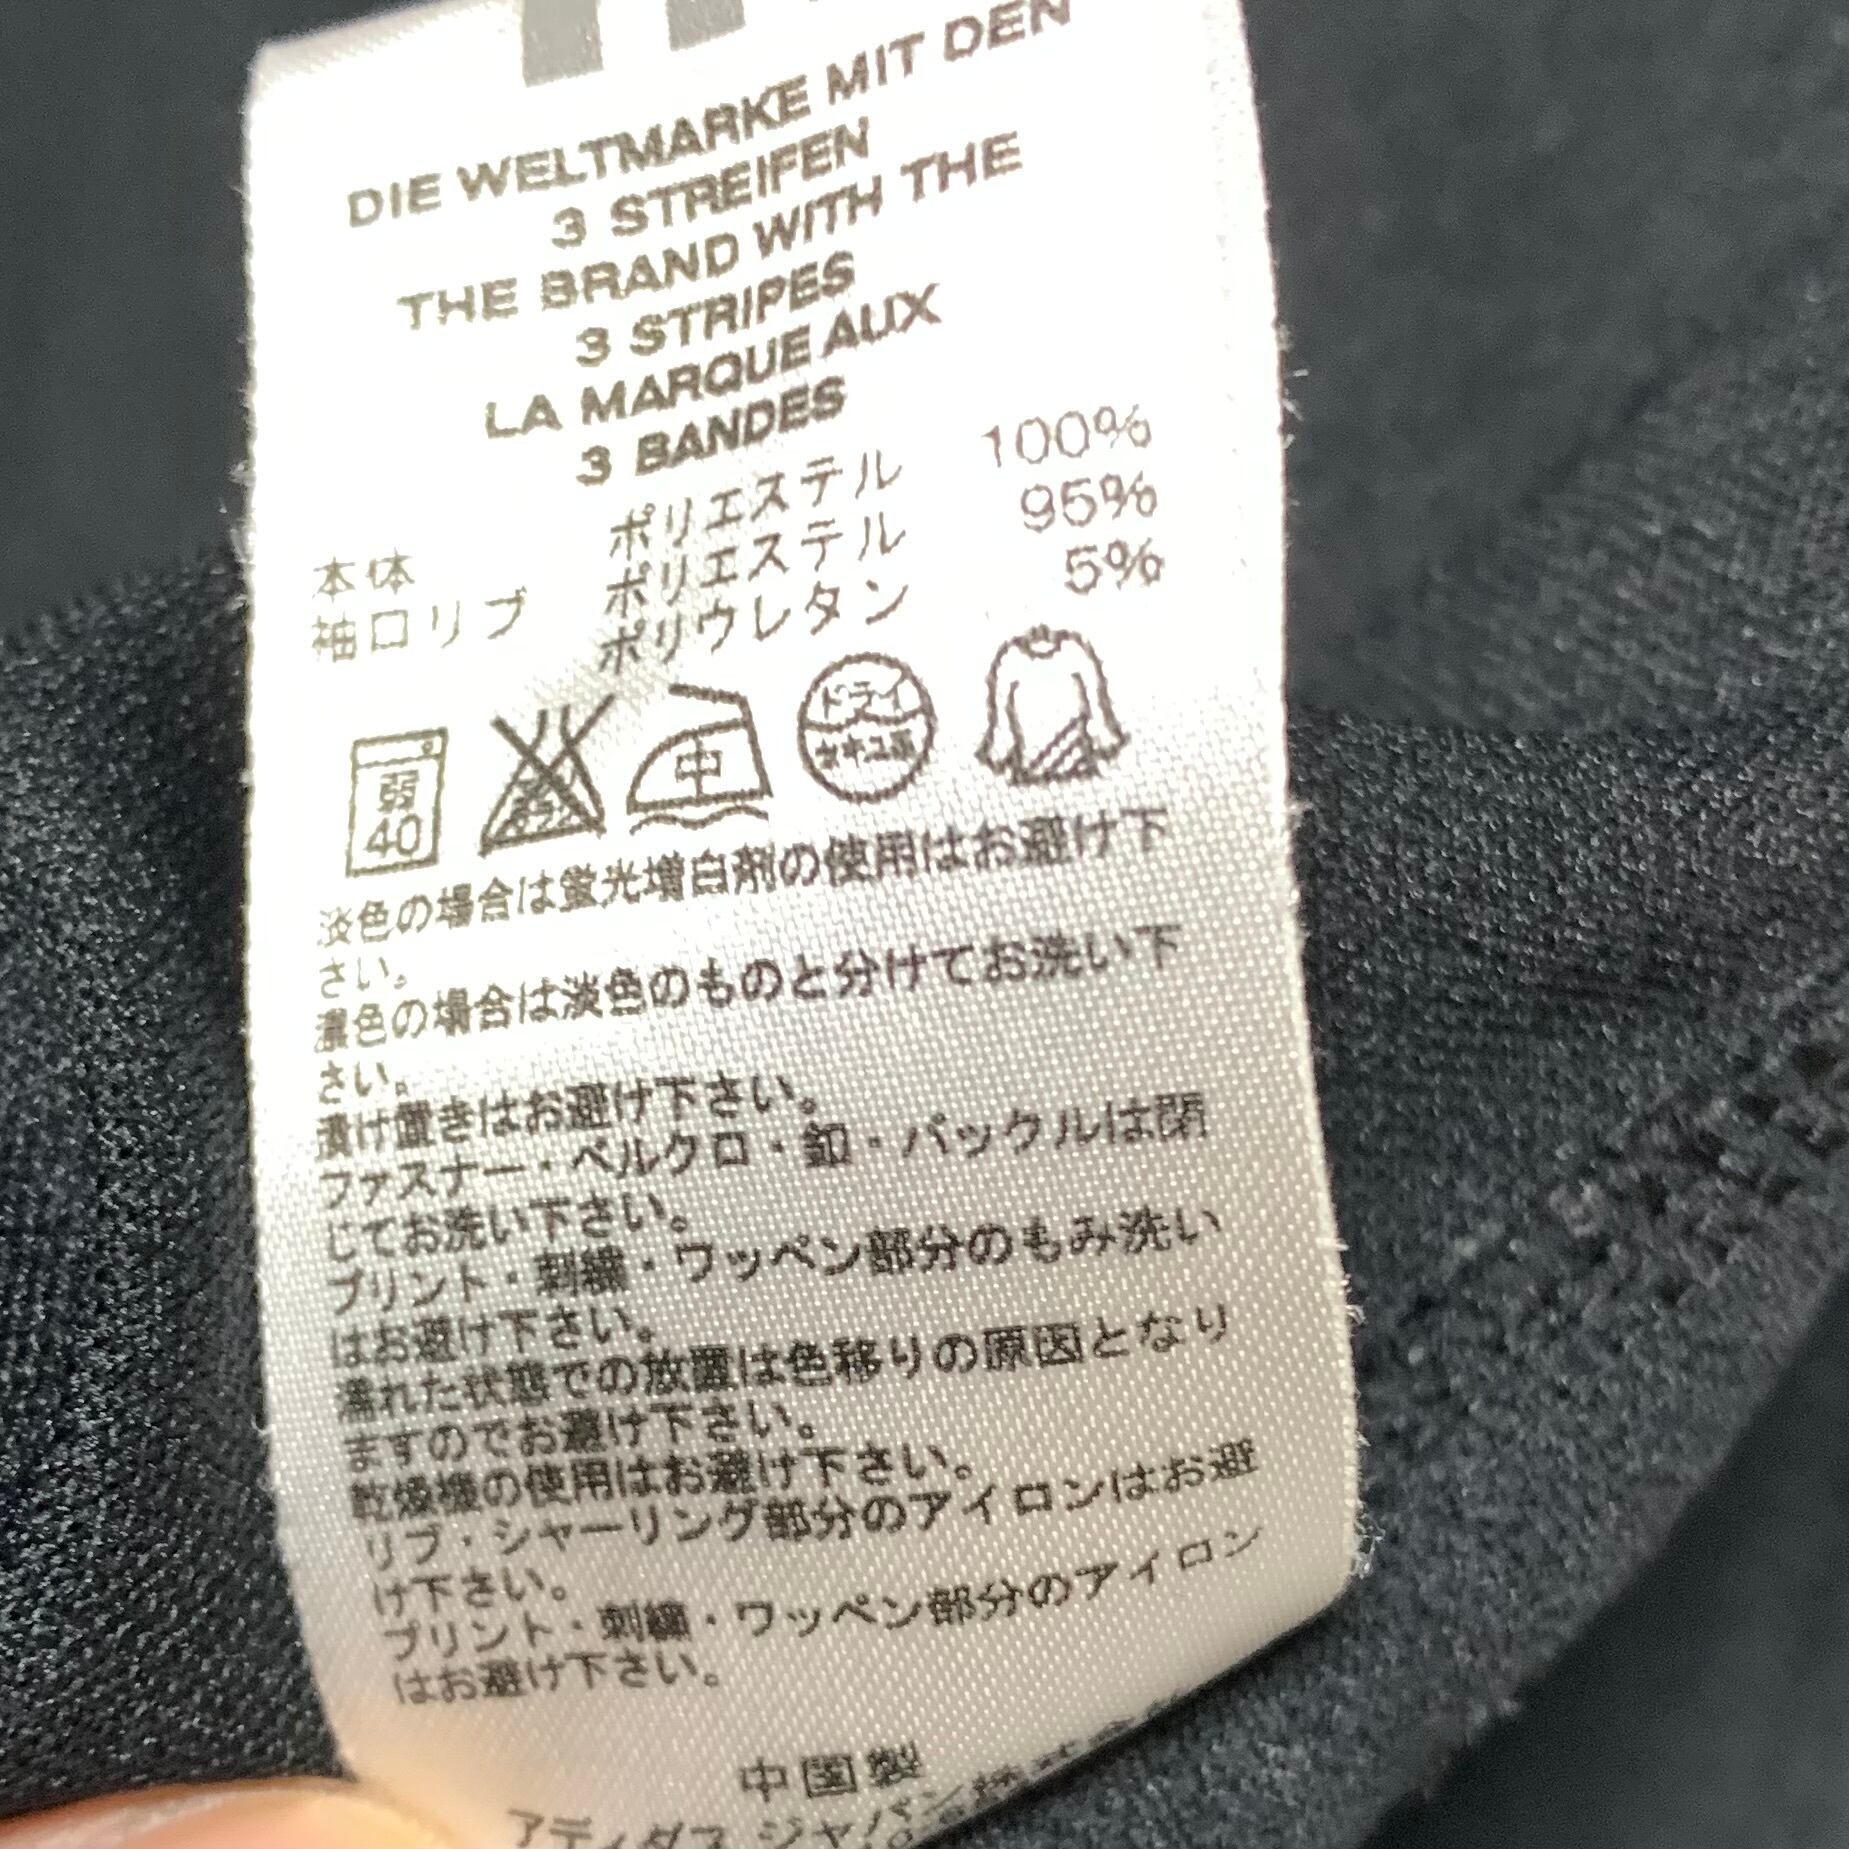 DIE WELTMARKE MIT DEN
3 STREIFEN
THE BRAND WITH THE
3 STRIPES
LA MARQUE AUX
3 BANDES
本体 ポリエステル 100%
袖口リブ ポリエステル 95%
ポリウレタン 5%
弱 40 中 ドライ
淡色の場合は蛍光増白剤の使用はお避け下
さい。
濃色の場合は淡色のものと分けてお洗い下
さい。
漬け置きはお避け下さい。
ファスナー・ベルクロ・釦・バックルは閉
じてお洗い下さい。
プリント・刺繍・ワッペン部分のもみ洗い
はお避け下さい。
濡れた状態での放置は色移りの原因となり
ますのでお避け下さい。
乾燥機の使用はお避け下さい。
リブ・シャーリング部分のアイロンはお避
け下さい。
プリント・刺繍・ワッペン部分のアイロン
はお避け下さい。
中国製
アディダス ジャパン株式